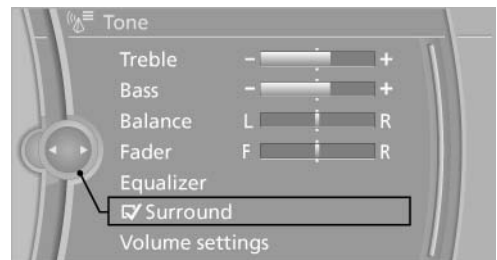 Tone
Treble - +
Bass - +
Balance L R
Fader F R
Equalizer
Surround
Volume settings